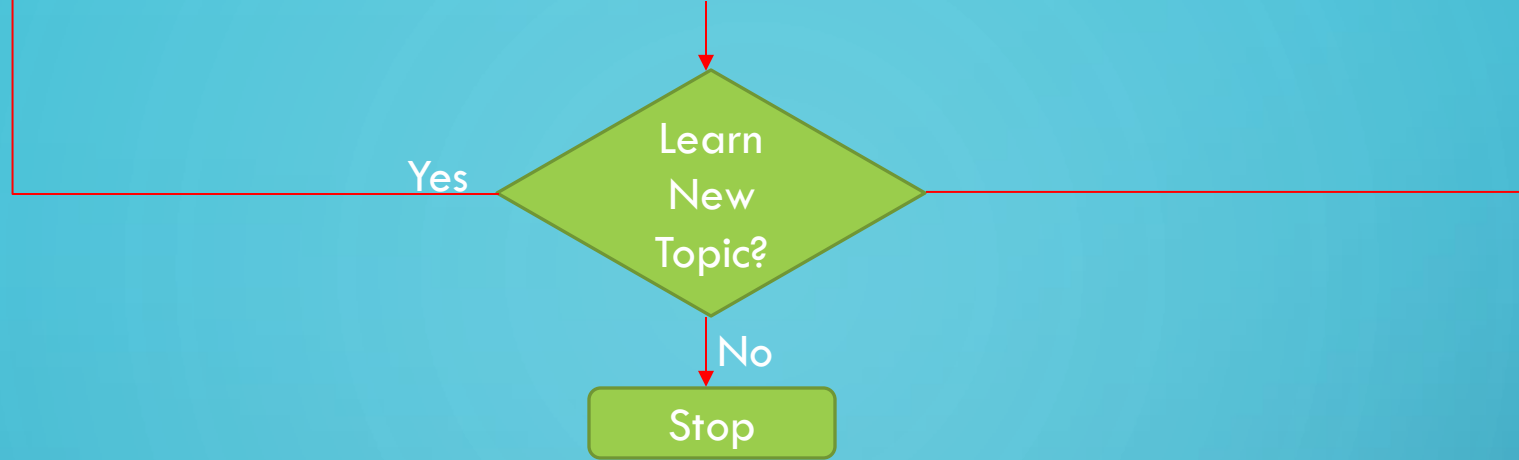 Learn
Yes
New
Topic?
No
Stop